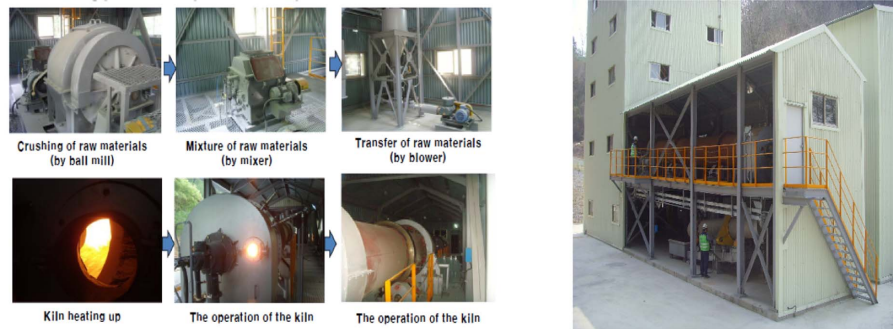 Crushing of raw materials
(by ball mill)
Mixture of raw materials
(by mixer)
Transfer of raw materials
(by blower)
Kiln heating up
The operation of the kiln
The operation of the kiln